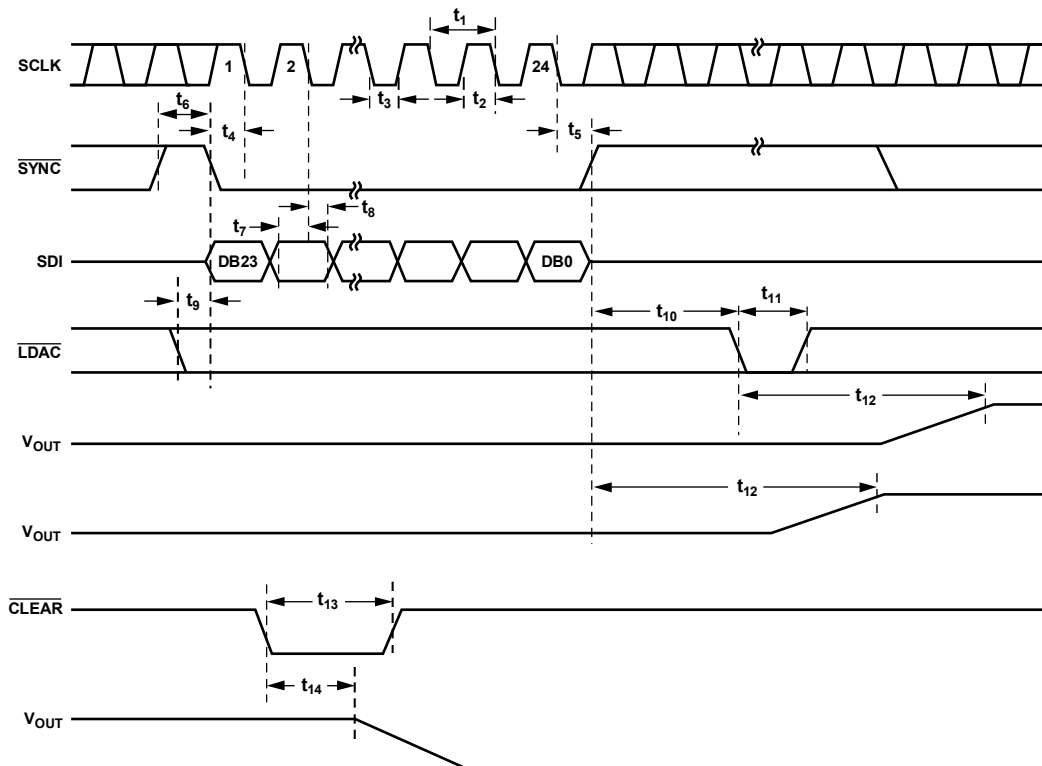 t1
SCLK
1
2
24
t3
t2
t6
t4
t5
SYNC
t8
t7
SDI
DB23
DB0
t9
t10
t11
LDAC
t12
VOUT
t12
VOUT
CLEAR
t13
t14
VOUT